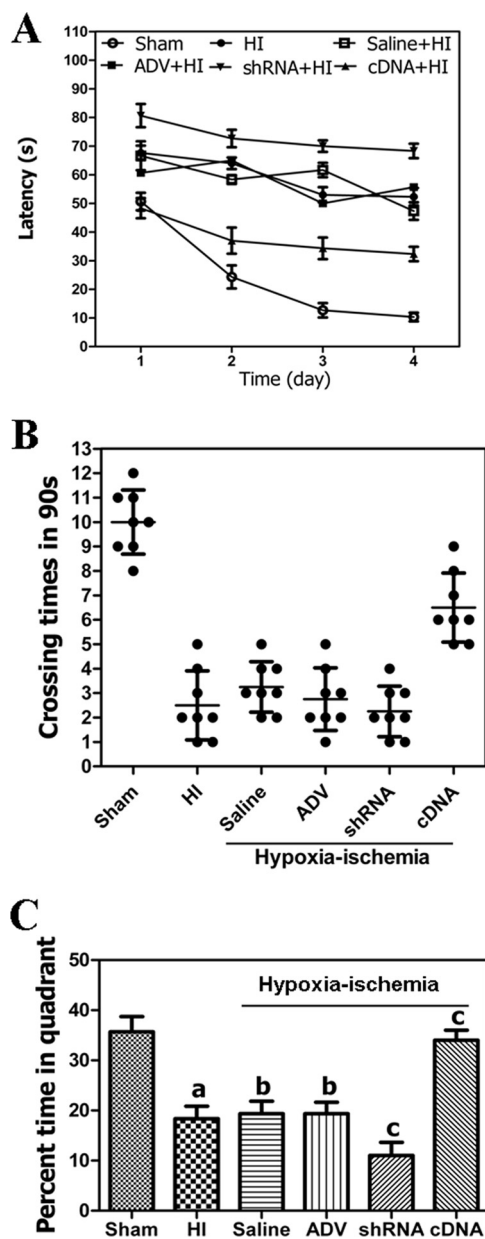 A
Sham HI Saline+HI
ADV+HI shRNA+HI cDNA+HI
110
100
90
80
70
60
50
40
30
20
10
0
Latency (s)
1 2 3 4
Time (day)
B
13
12
11
10
9
8
7
6
5
4
3
2
1
0
Crossing times in 90s
Sham HI Saline ADV shRNA cDNA
Hypoxia-ischemia
C
50
40
30
20
10
0
Percent time in quadrant
Hypoxia-ischemia
a b b c c
Sham HI Saline ADV shRNA cDNA